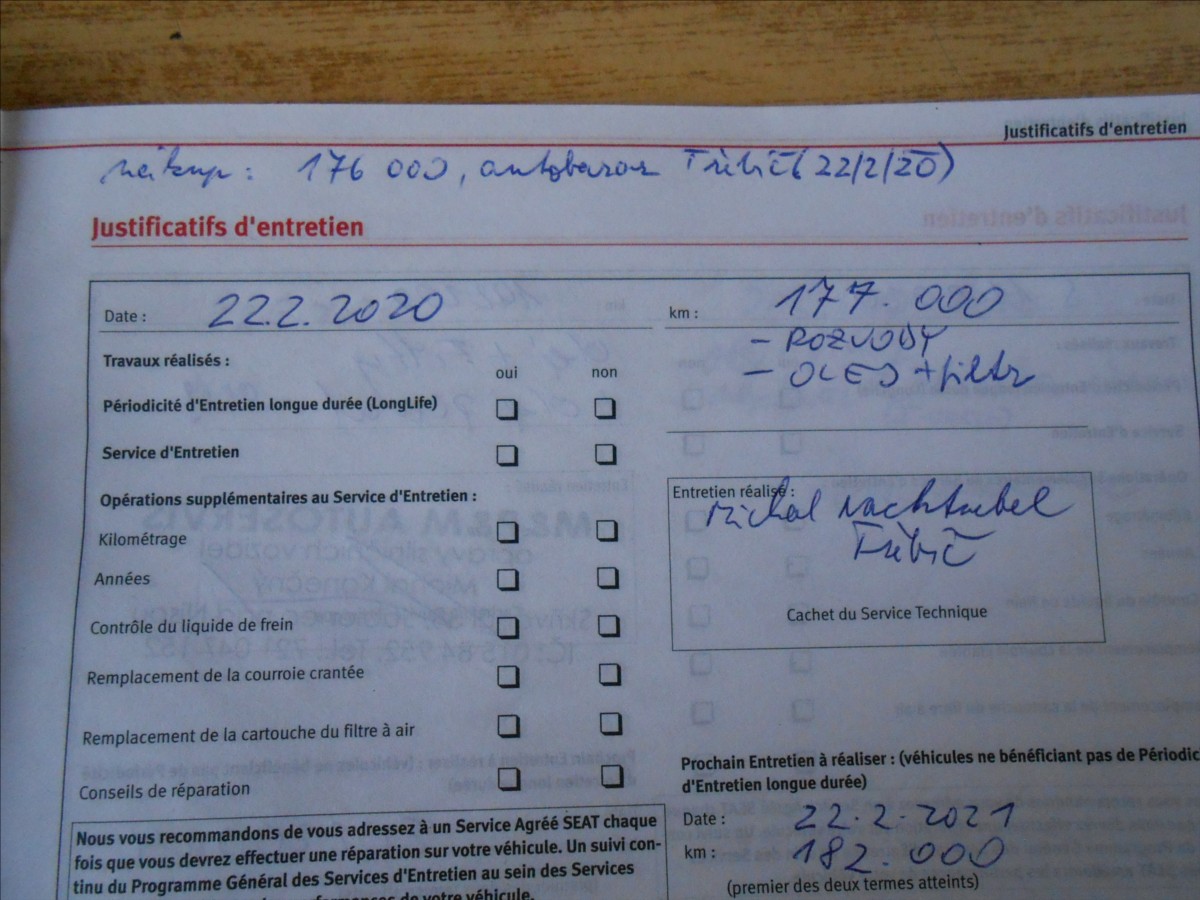 Justificatifs d'entretien
: 176 000, autobazar Třebíč (22/2/20)
Justificatifs d'entretien
Date : 22.2.2020
km : 177.000
- ROZVODY
- OLEJ + filtr
Travaux réalisés :
oui non
Périodicité d'Entretien longue durée (LongLife)
Service d'Entretien
Opérations supplémentaires au Service d'Entretien :
Kilométrage
Années
Contrôle du liquide de frein
Remplacement de la courroie crantée
Remplacement de la cartouche du filtre à air
Conseils de réparation
Entretien réalisé :
Michal
Třebíč
Cachet du Service Technique
Nous vous recommandons de vous adressez à un Service Agréé SEAT chaque
fois que vous devrez effectuer une réparation sur votre véhicule. Un suivi con-
tinu du Programme Général des Services d'Entretien au sein des Services
de votre véhicule.
Prochain Entretien à réaliser : (véhicules ne bénéficiant pas de Périodic
d'Entretien longue durée)
Date : 22.2.2021
km : 182.000
(premier des deux termes atteints)